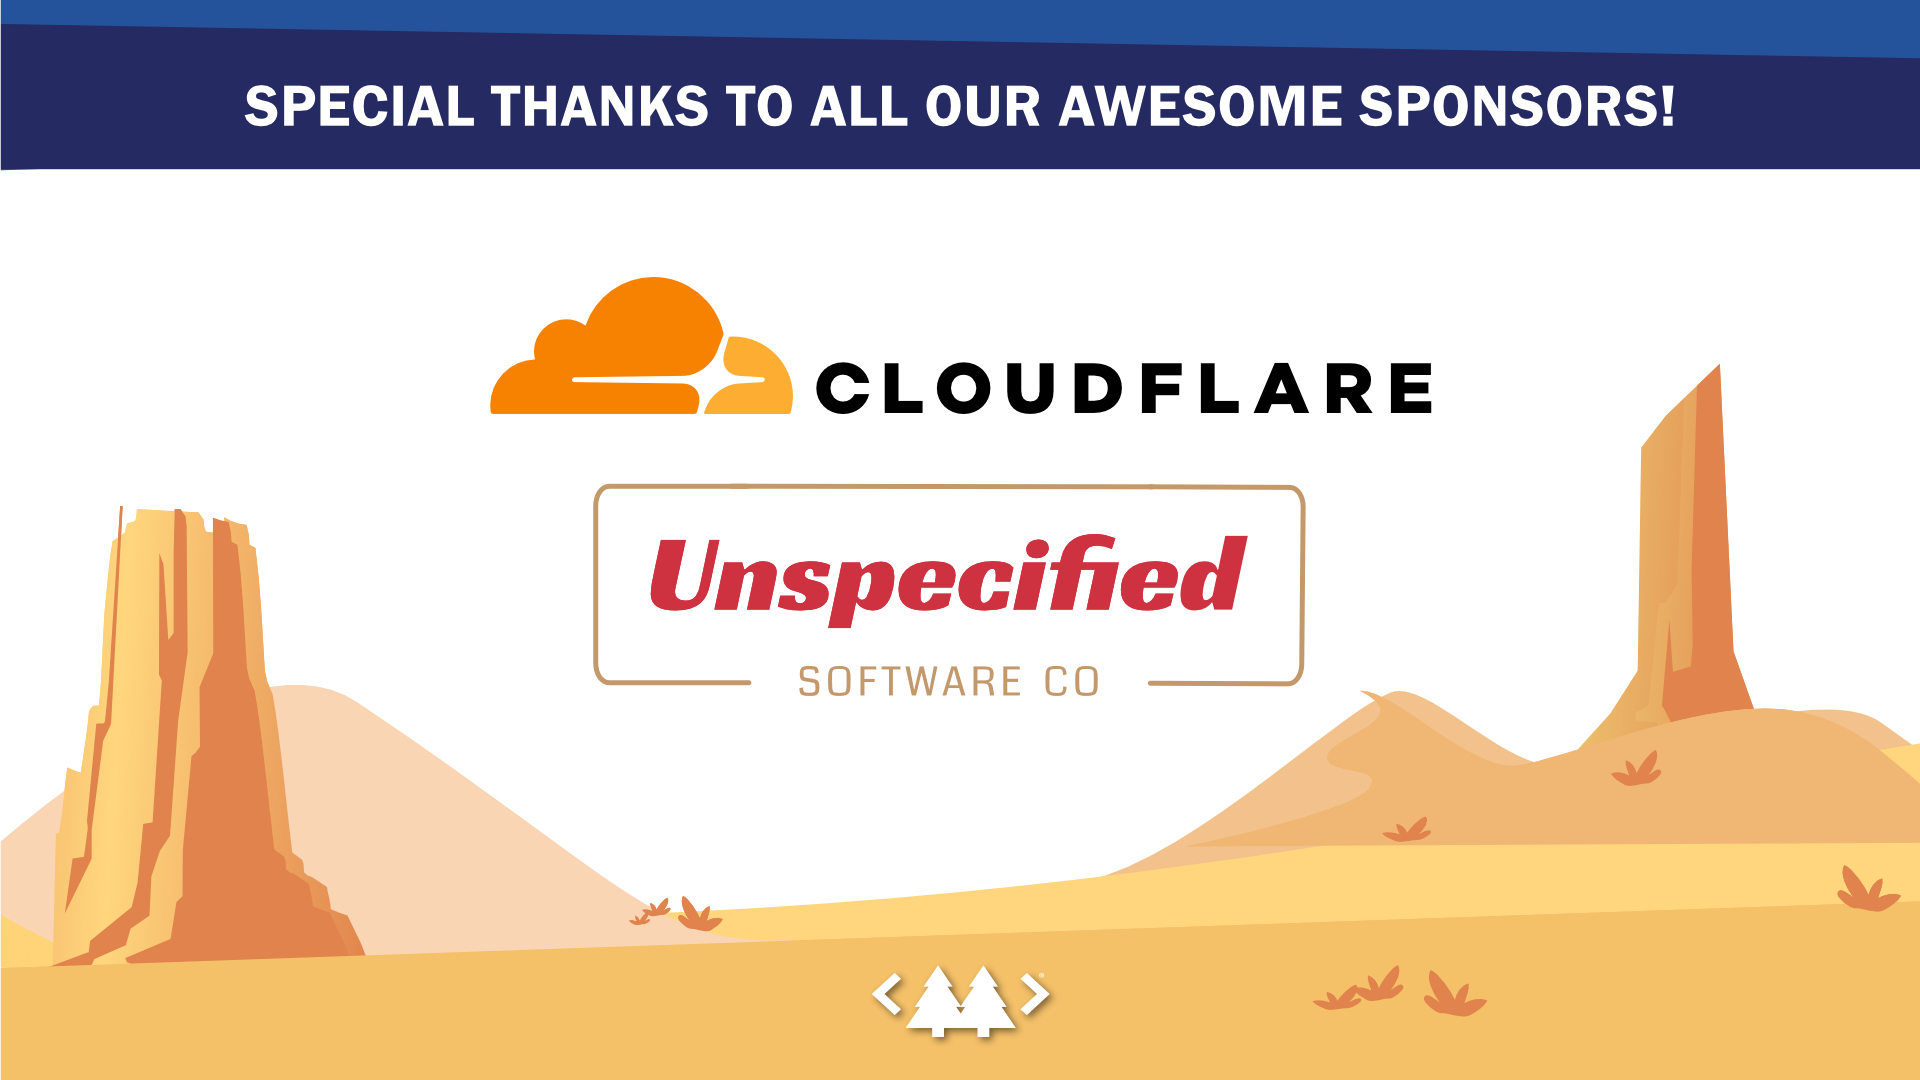 SPECIAL THANKS TO ALL OUR AWESOME SPONSORS!
CLOUDFLARE
Unspecified
SOFTWARE CO